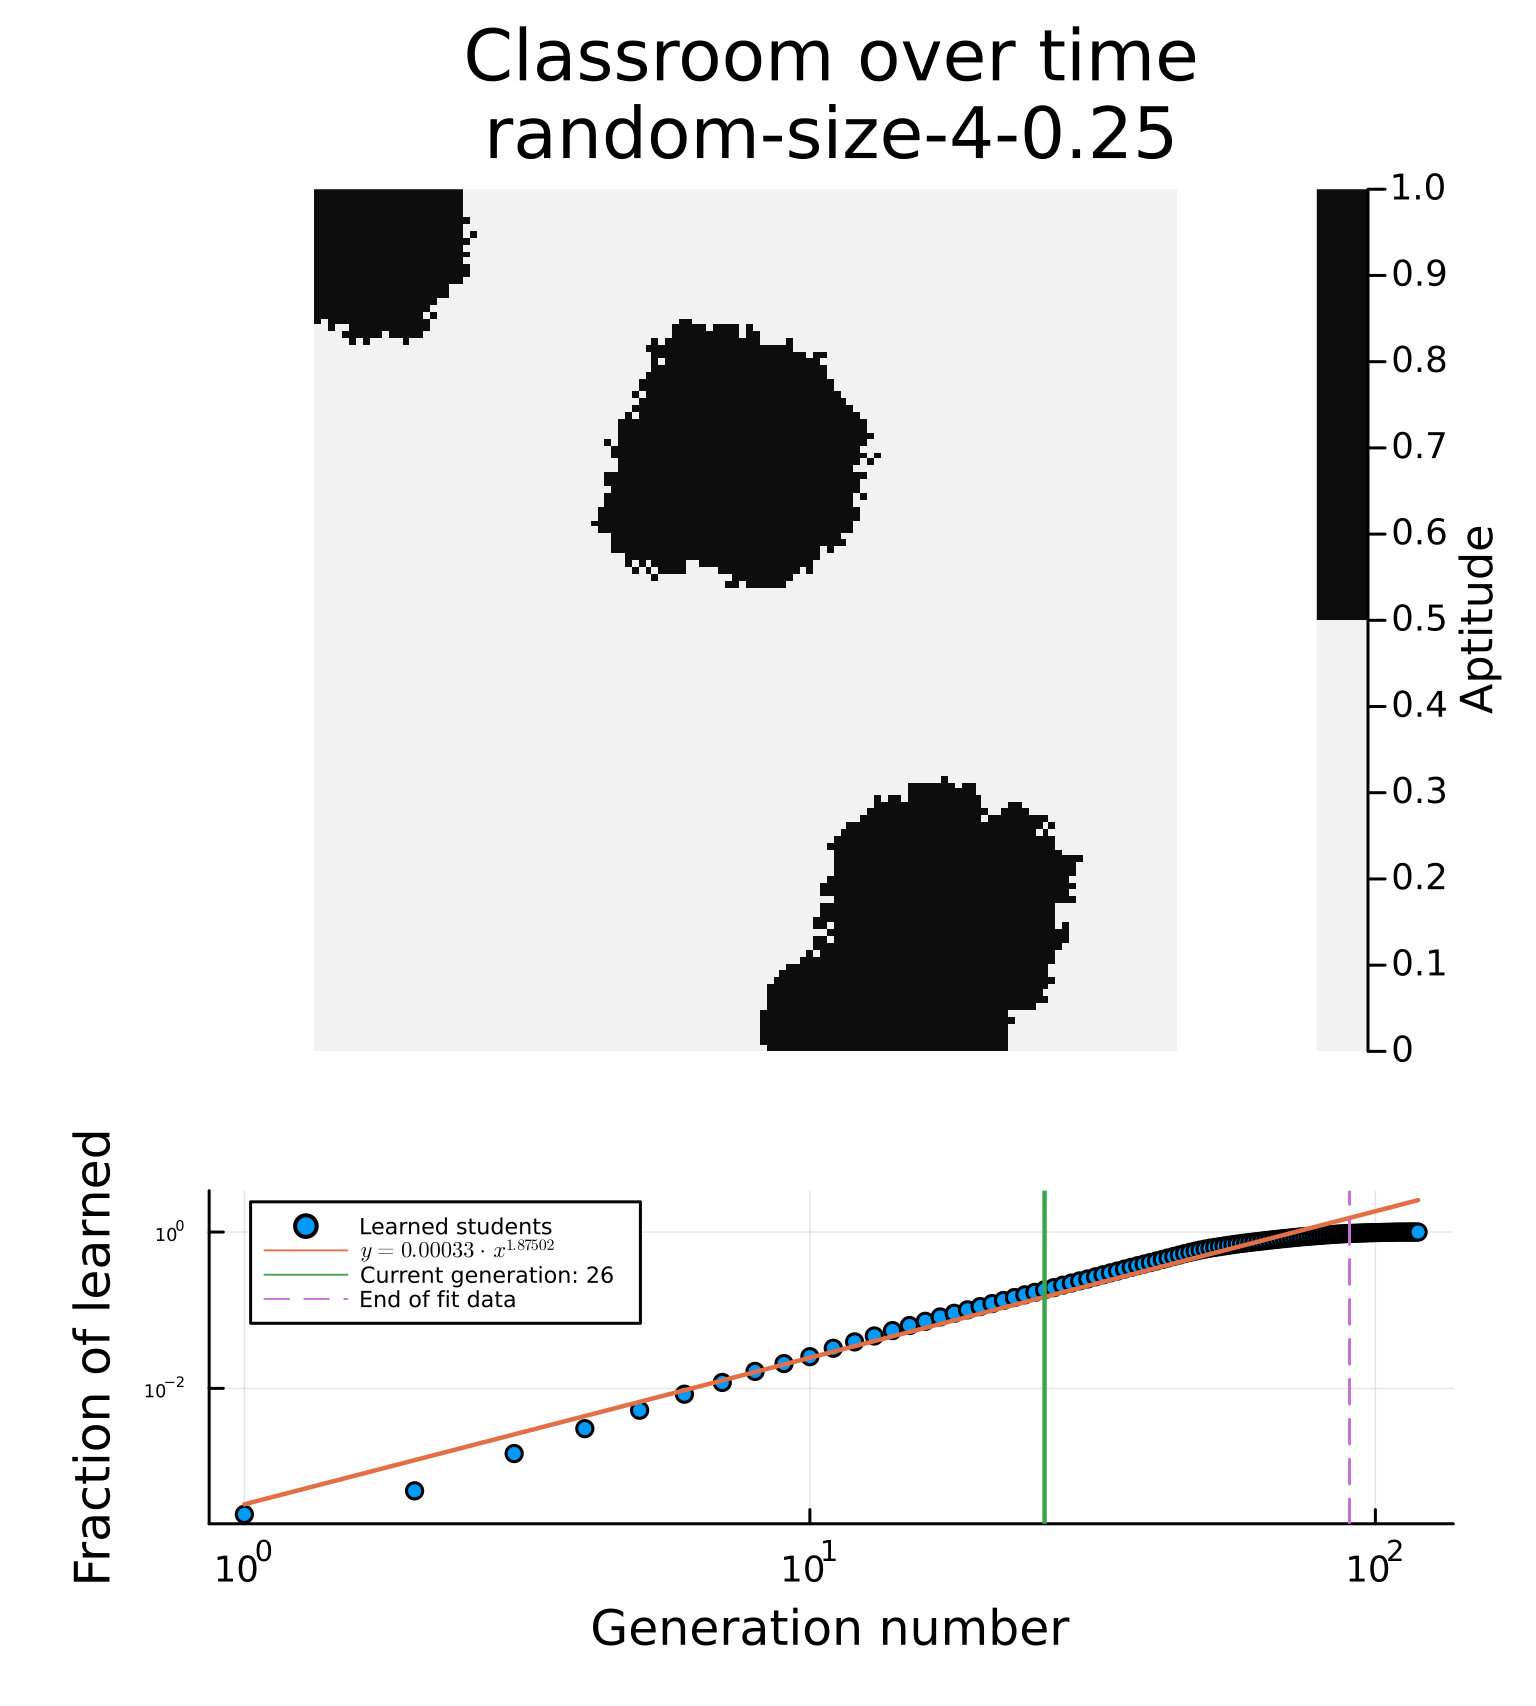 Classroom over time
random-size-4-0.25
1.0
0.9
0.8
0.7
0.6
0.5
0.4
0.3
0.2
0.1
0
Aptitude
Fraction of learned
10⁰
10⁻²
Learned students
y = 0.00033 · x^1.87502
Current generation: 26
End of fit data
10⁰
10¹
10²
Generation number